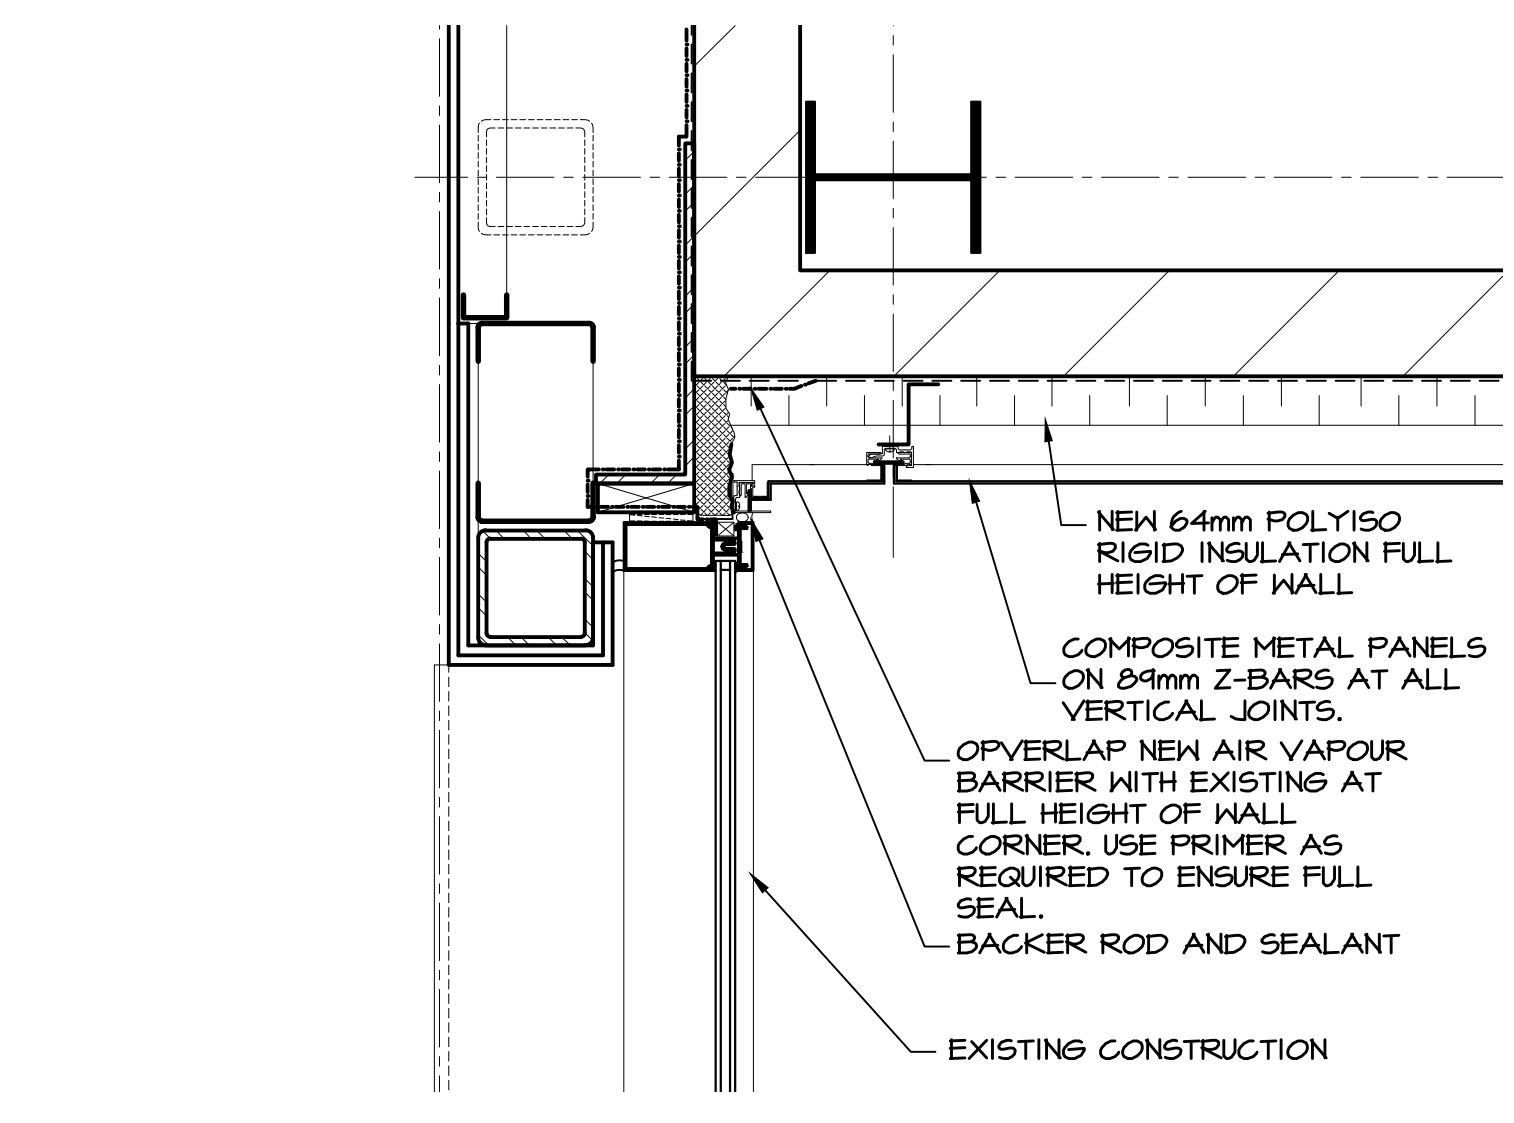 NEW 64mm POLYISO
RIGID INSULATION FULL
HEIGHT OF WALL
COMPOSITE METAL PANELS
ON 89mm Z-BARS AT ALL
VERTICAL JOINTS.
OPVERLAP NEW AIR VAPOUR
BARRIER WITH EXISTING AT
FULL HEIGHT OF WALL
CORNER. USE PRIMER AS
REQUIRED TO ENSURE FULL
SEAL.
BACKER ROD AND SEALANT
EXISTING CONSTRUCTION